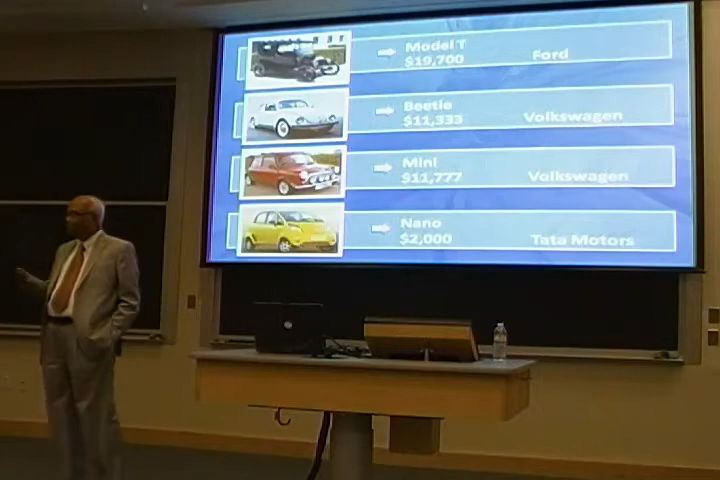 Model T
$19,700 Ford
Beetle
$11,333 Volkswagen
Mini
$11,777 Volkswagen
Nano
$2,000 Tata Motors